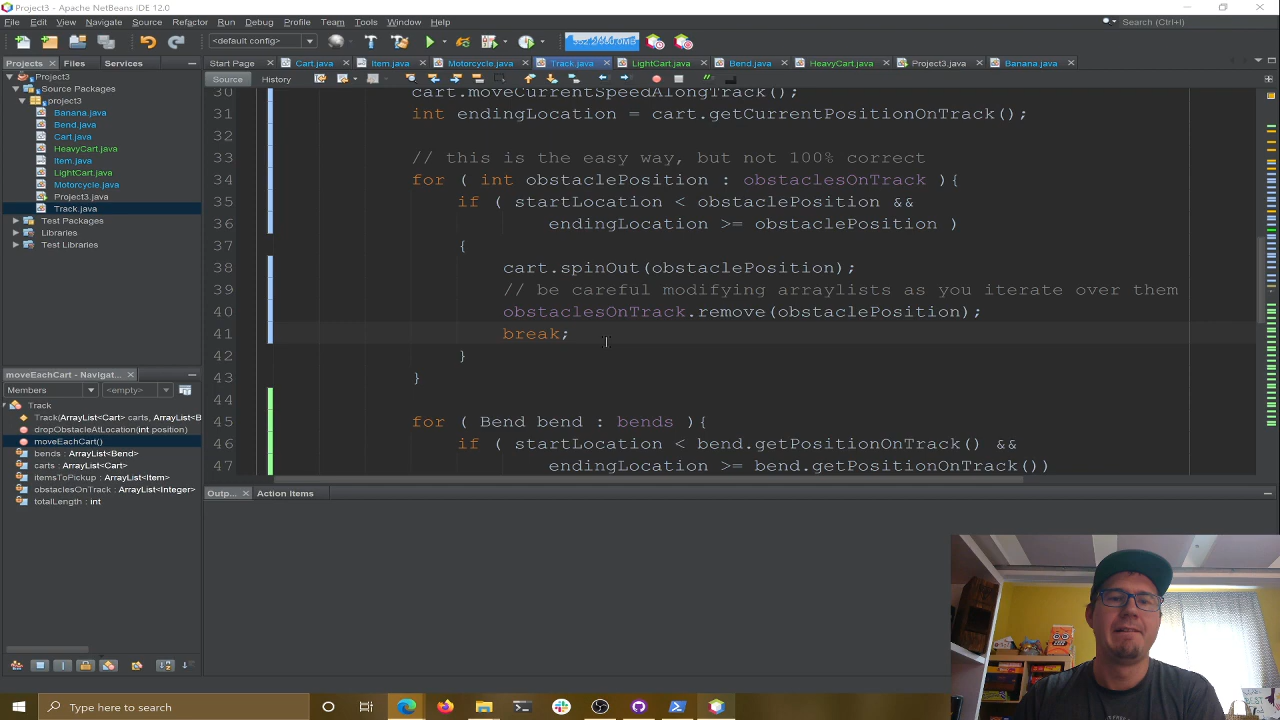 Project3 - Apache NetBeans IDE 12.0
File Edit View Navigate Source Refactor Run Debug Profile Team Tools Window Help
Search (Ctrl+I)
<default config>
Projects Files Services
Start Page Cart.java Item.java Motorcycle.java Track.java LightCart.java Bend.java HeavyCart.java Project3.java Banana.java
Source History
Project3
Source Packages
project3
Banana.java
Bend.java
Cart.java
HeavyCart.java
Item.java
LightCart.java
Motorcycle.java
Project3.java
Track.java
Test Packages
Libraries
Test Libraries
30 cart.moveCurrentSpeedAlongTrack();
31 int endingLocation = cart.getCurrentPositionOnTrack();
32
33 // this is the easy way, but not 100% correct
34 for ( int obstaclePosition : obstaclesOnTrack ){
35 if ( startLocation < obstaclePosition &&
36 endingLocation >= obstaclePosition )
37 {
38 cart.spinOut(obstaclePosition);
39 // be careful modifying arraylists as you iterate over them
40 obstaclesOnTrack.remove(obstaclePosition);
41 break;
42 }
43 }
44
45 for ( Bend bend : bends ){
46 if ( startLocation < bend.getPositionOnTrack() &&
47 endingLocation >= bend.getPositionOnTrack())
moveEachCart - Navigat...
Members <empty>
Track
Track(ArrayList<Cart> carts, ArrayList<B
dropObstacleAtLocation(int position)
moveEachCart()
bends : ArrayList<Bend>
carts : ArrayList<Cart>
itemsToPickup : ArrayList<Item>
obstaclesOnTrack : ArrayList<Integer>
totalLength : int
Outp... Action Items
Type here to search